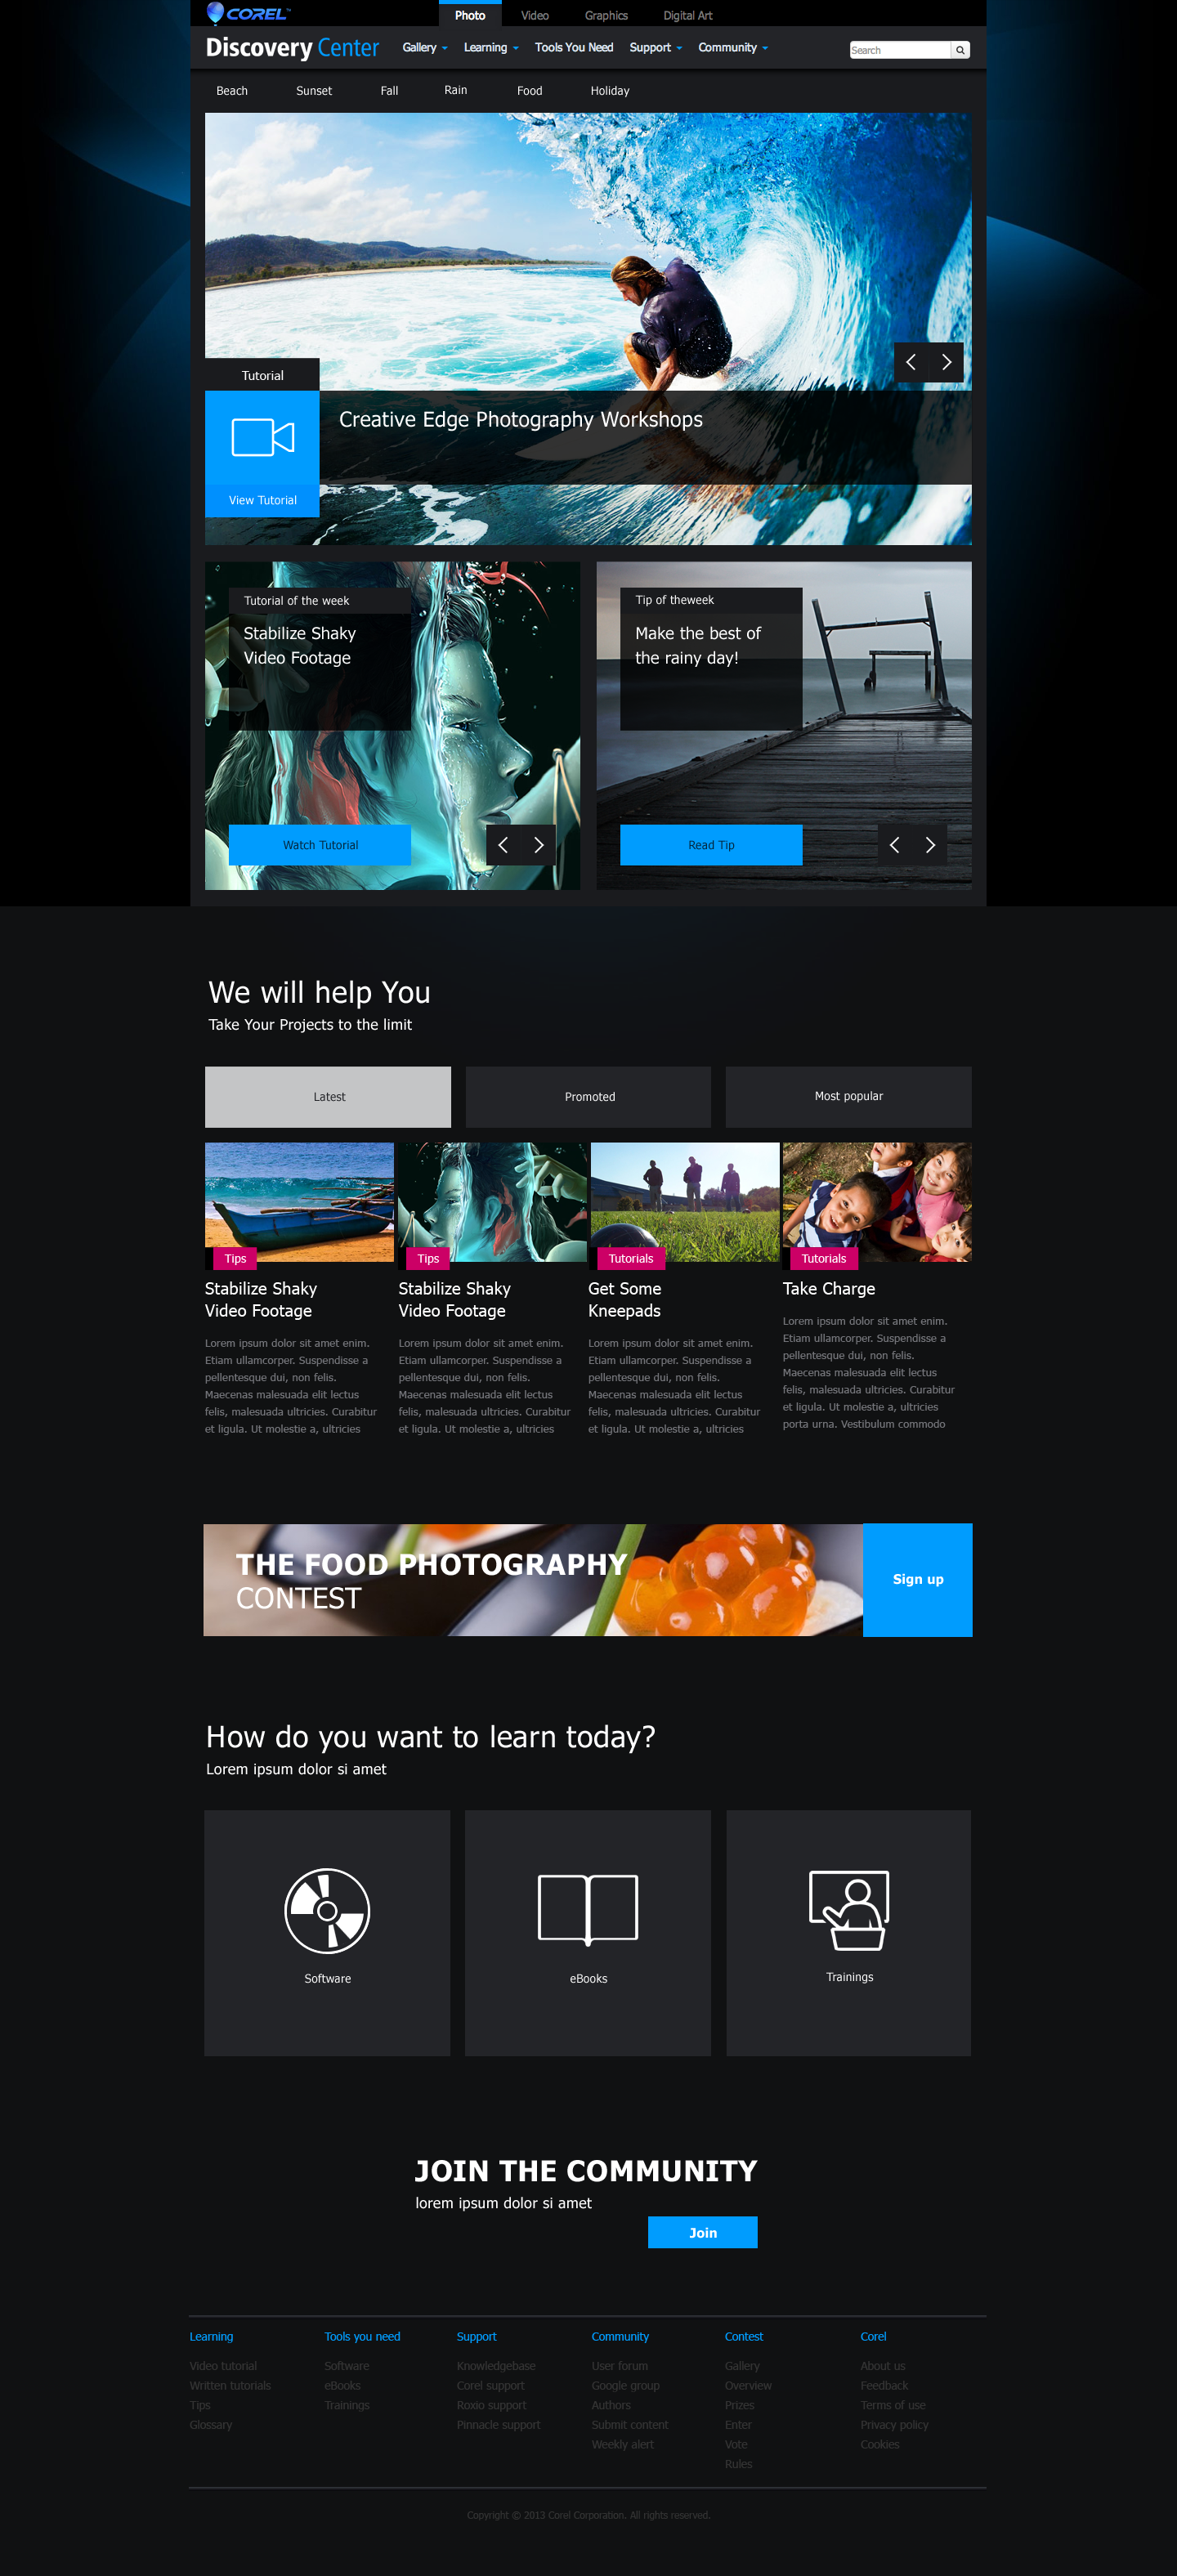 COREL™
Photo Video Graphics Digital Art
Discovery Center
Gallery Learning Tools You Need Support Community
Search
Beach Sunset Fall Rain Food Holiday
Tutorial
Creative Edge Photography Workshops
View Tutorial
Tutorial of the week
Stabilize Shaky
Video Footage
Watch Tutorial
Tip of theweek
Make the best of
the rainy day!
Read Tip
We will help You
Take Your Projects to the limit
Latest Promoted Most popular
Tips
Stabilize Shaky
Video Footage
Lorem ipsum dolor sit amet enim.
Etiam ullamcorper. Suspendisse a
pellentesque dui, non felis.
Maecenas malesuada elit lectus
felis, malesuada ultricies. Curabitur
et ligula. Ut molestie a, ultricies
Tips
Stabilize Shaky
Video Footage
Lorem ipsum dolor sit amet enim.
Etiam ullamcorper. Suspendisse a
pellentesque dui, non felis.
Maecenas malesuada elit lectus
felis, malesuada ultricies. Curabitur
et ligula. Ut molestie a, ultricies
Tutorials
Get Some
Kneepads
Lorem ipsum dolor sit amet enim.
Etiam ullamcorper. Suspendisse a
pellentesque dui, non felis.
Maecenas malesuada elit lectus
felis, malesuada ultricies. Curabitur
et ligula. Ut molestie a, ultricies
Tutorials
Take Charge
Lorem ipsum dolor sit amet enim.
Etiam ullamcorper. Suspendisse a
pellentesque dui, non felis.
Maecenas malesuada elit lectus
felis, malesuada ultricies. Curabitur
et ligula. Ut molestie a, ultricies
porta urna. Vestibulum commodo
THE FOOD PHOTOGRAPHY
CONTEST
Sign up
How do you want to learn today?
Lorem ipsum dolor si amet
Software
eBooks
Trainings
JOIN THE COMMUNITY
lorem ipsum dolor si amet
Join
Learning
Video tutorial
Written tutorials
Tips
Glossary
Tools you need
Software
eBooks
Trainings
Support
Knowledgebase
Corel support
Roxio support
Pinnacle support
Community
User forum
Google group
Authors
Submit content
Weekly alert
Contest
Gallery
Overview
Prizes
Enter
Vote
Rules
Corel
About us
Feedback
Terms of use
Privacy policy
Cookies
Copyright © 2013 Corel Corporation. All rights reserved.